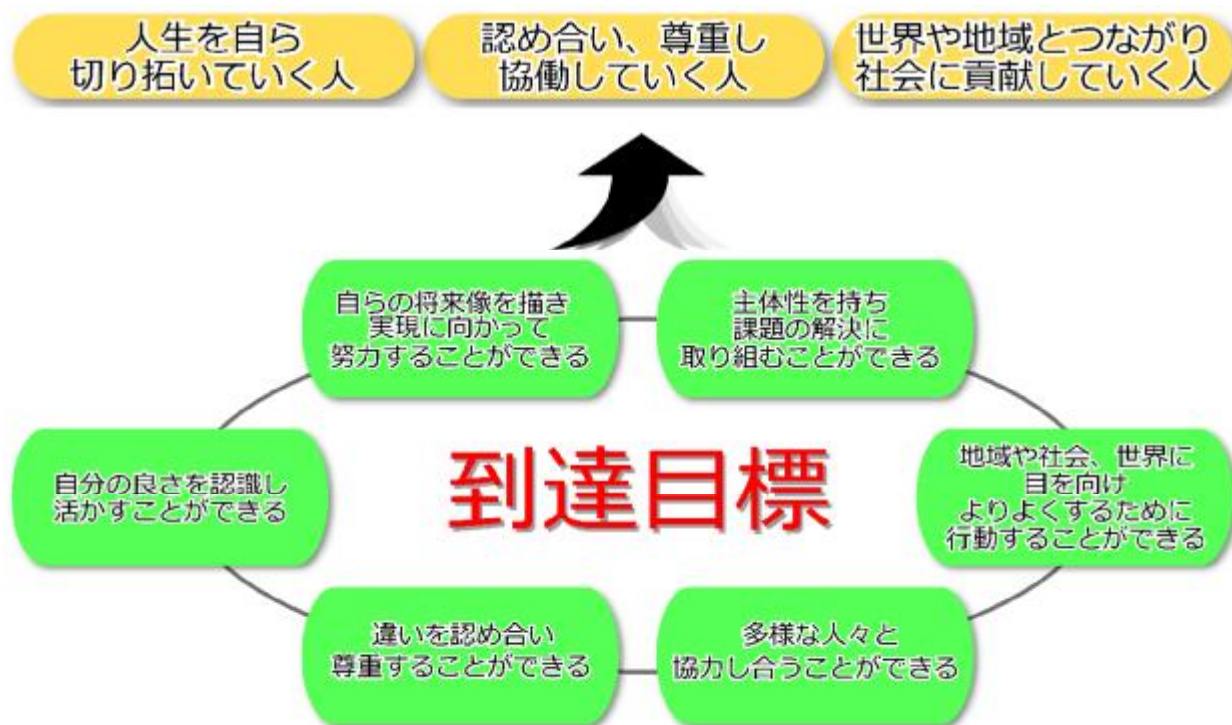 人生を自ら
切り拓いていく人
認め合い、尊重し
協働していく人
世界や地域とつながり
社会に貢献していく人
自らの将来像を描き
実現に向かって
努力することができる
主体性を持ち
課題の解決に
取り組むことができる
自分の良さを認識し
活かすことができる
到達目標
地域や社会、世界に
目を向け
よりよくするために
行動することができる
違いを認め合い
尊重することができる
多様な人々と
協力し合うことができる